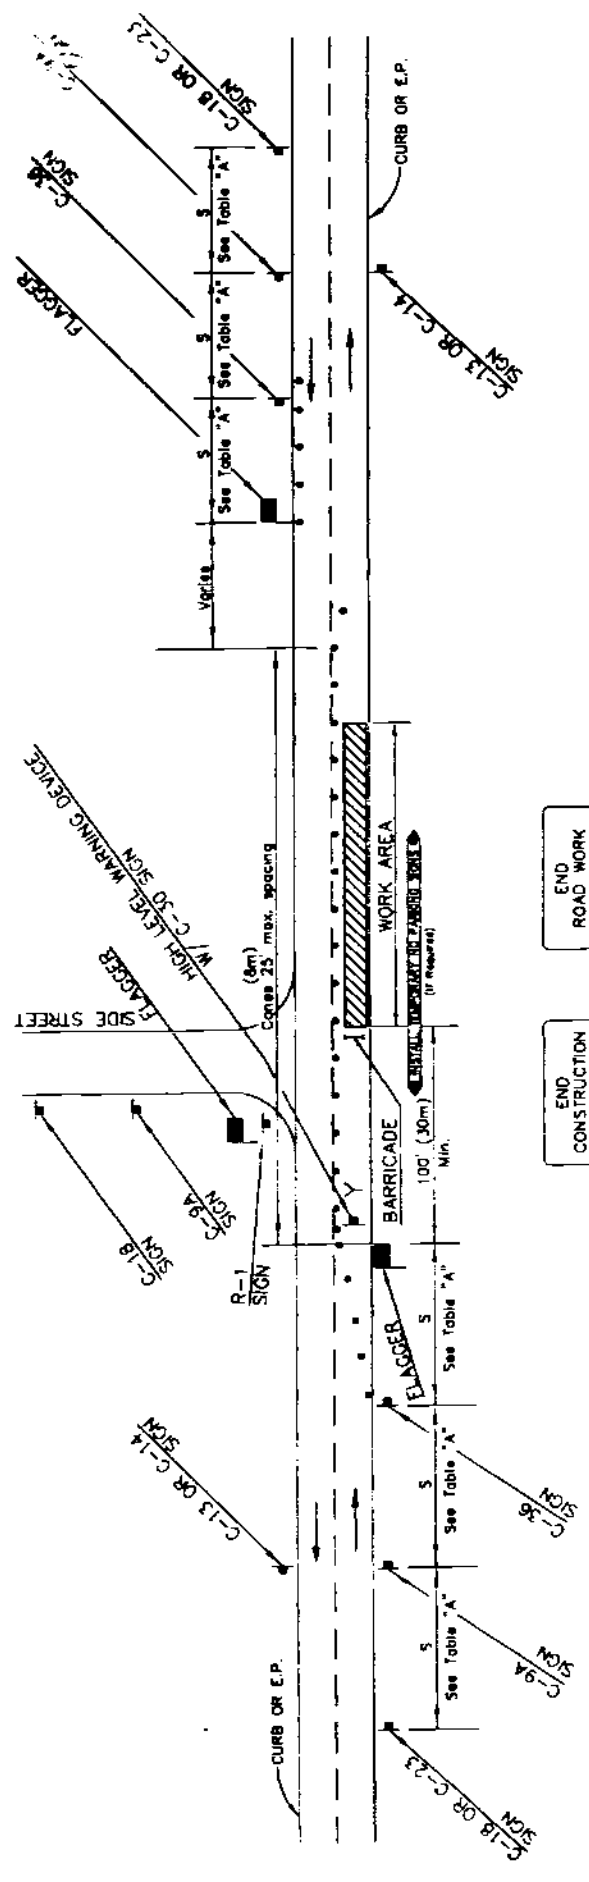 C-18 OR C-23
SIGN
SIGN
C-36
SIGN
FLAGGER
S
See Table "A"
S
See Table "A"
S
See Table "A"
Varies
CURB OR E.P.
C-13 OR C-14
SIGN
HIGH LEVEL WARNING DEVICE
W/ C-30 SIGN
FLAGGER
SIDE STREET
(8m)
Cones 25' max. spacing
WORK AREA
INSTALL TEMPORARY NO PARKING SIGNS
(If Required)
END
ROAD WORK
END
CONSTRUCTION
100' (30m)
Min.
BARRICADE
C-18
SIGN
C-9A
SIGN
R-1
SIGN
FLAGGER
S
See Table "A"
S
See Table "A"
S
See Table "A"
C-13 OR C-14
SIGN
C-36
SIGN
C-9A
SIGN
C-18 OR C-23
SIGN
CURB OR E.P.